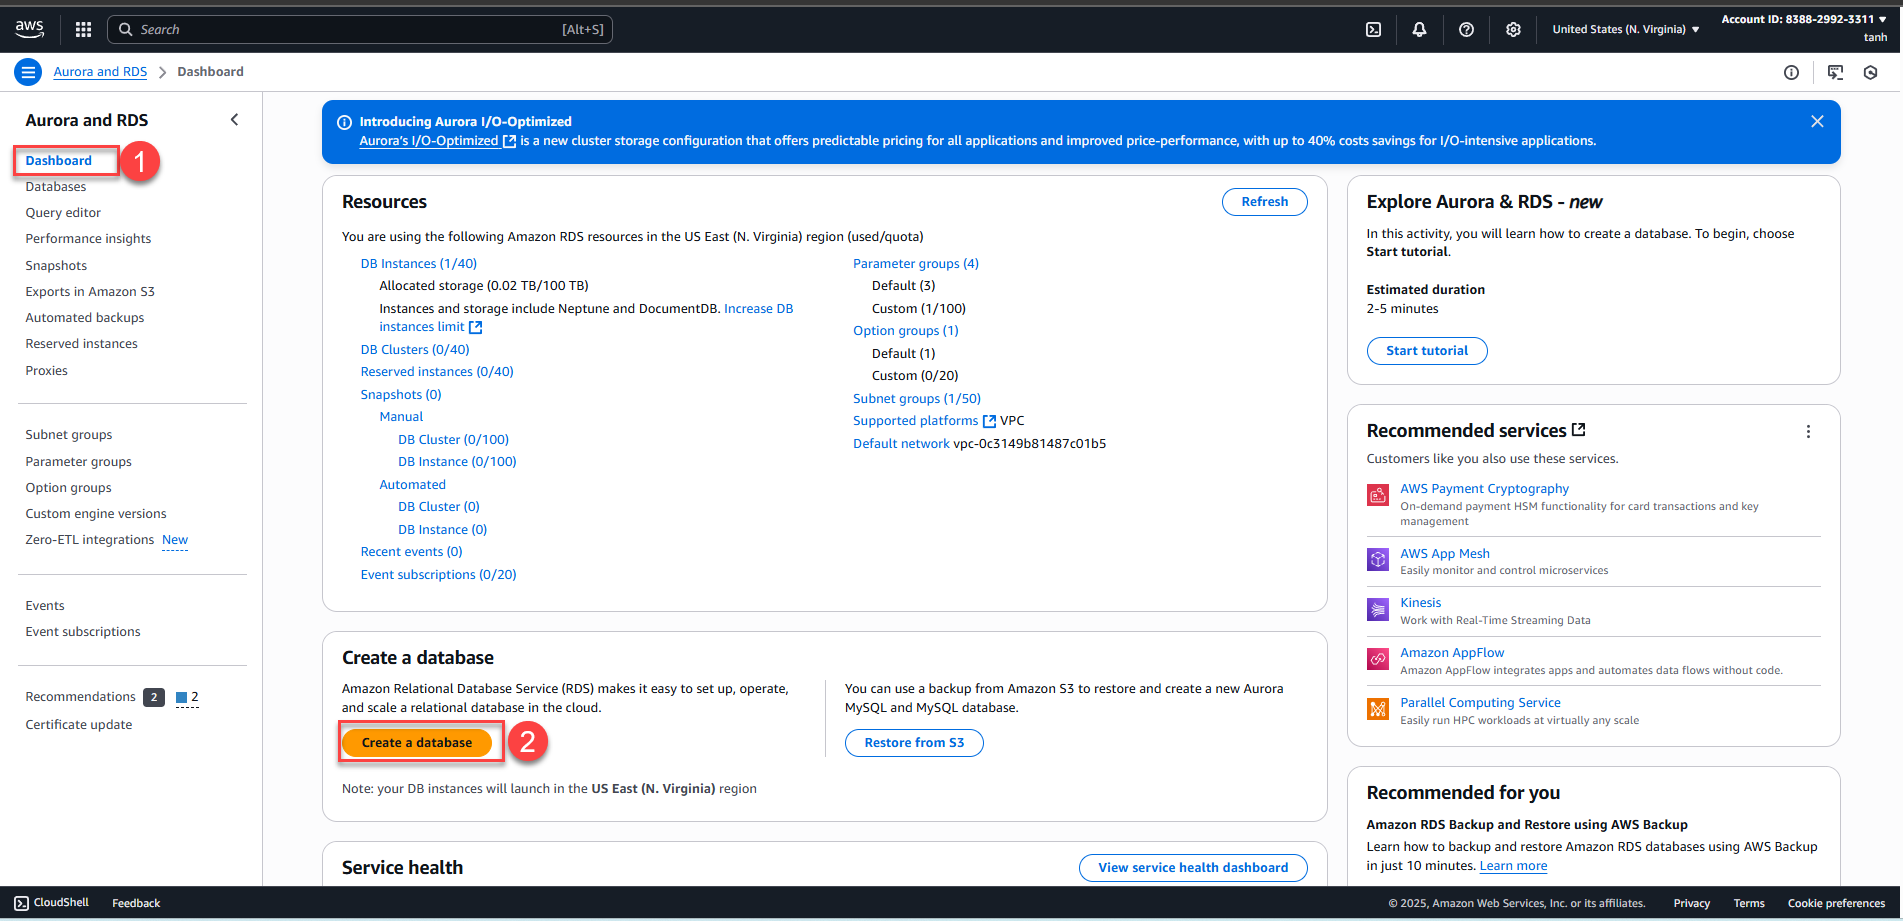 aws
Search
[Alt+S]
United States (N. Virginia)
Account ID: 8388-2992-3311
tanh
Aurora and RDS
Dashboard
Aurora and RDS
Dashboard
1
Databases
Query editor
Performance insights
Snapshots
Exports in Amazon S3
Automated backups
Reserved instances
Proxies
Subnet groups
Parameter groups
Option groups
Custom engine versions
Zero-ETL integrations New
Events
Event subscriptions
Recommendations 2 2
Certificate update
Introducing Aurora I/O-Optimized
Aurora's I/O-Optimized is a new cluster storage configuration that offers predictable pricing for all applications and improved price-performance, with up to 40% costs savings for I/O-intensive applications.
Resources
Refresh
You are using the following Amazon RDS resources in the US East (N. Virginia) region (used/quota)
DB Instances (1/40)
Allocated storage (0.02 TB/100 TB)
Instances and storage include Neptune and DocumentDB. Increase DB
instances limit
DB Clusters (0/40)
Reserved instances (0/40)
Snapshots (0)
Manual
DB Cluster (0/100)
DB Instance (0/100)
Automated
DB Cluster (0)
DB Instance (0)
Recent events (0)
Event subscriptions (0/20)
Parameter groups (4)
Default (3)
Custom (1/100)
Option groups (1)
Default (1)
Custom (0/20)
Subnet groups (1/50)
Supported platforms VPC
Default network vpc-0c3149b81487c01b5
Create a database
Amazon Relational Database Service (RDS) makes it easy to set up, operate,
and scale a relational database in the cloud.
Create a database
2
You can use a backup from Amazon S3 to restore and create a new Aurora
MySQL and MySQL database.
Restore from S3
Note: your DB instances will launch in the US East (N. Virginia) region
Service health
View service health dashboard
Explore Aurora & RDS - new
In this activity, you will learn how to create a database. To begin, choose
Start tutorial.
Estimated duration
2-5 minutes
Start tutorial
Recommended services
Customers like you also use these services.
AWS Payment Cryptography
On-demand payment HSM functionality for card transactions and key
management
AWS App Mesh
Easily monitor and control microservices
Kinesis
Work with Real-Time Streaming Data
Amazon AppFlow
Amazon AppFlow integrates apps and automates data flows without code.
Parallel Computing Service
Easily run HPC workloads at virtually any scale
Recommended for you
Amazon RDS Backup and Restore using AWS Backup
Learn how to backup and restore Amazon RDS databases using AWS Backup
in just 10 minutes. Learn more
CloudShell
Feedback
© 2025, Amazon Web Services, Inc. or its affiliates.
Privacy
Terms
Cookie preferences